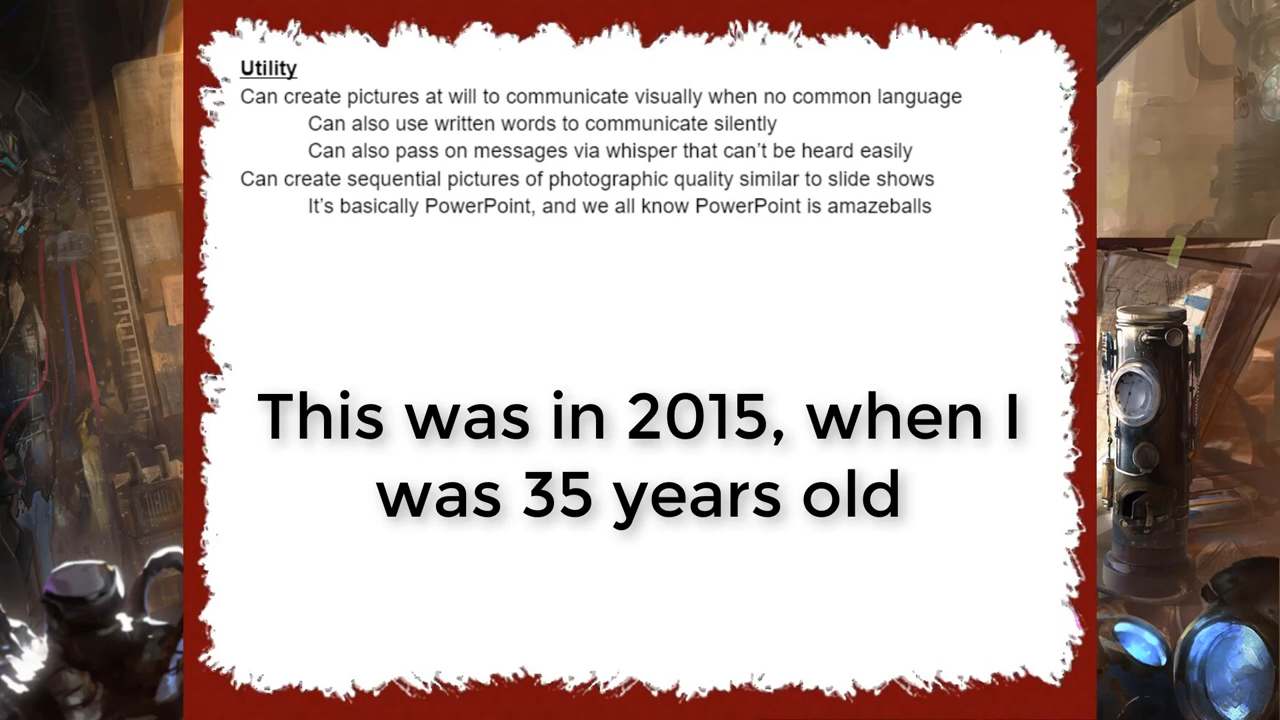 Utility
Can create pictures at will to communicate visually when no common language
Can also use written words to communicate silently
Can also pass on messages via whisper that can't be heard easily
Can create sequential pictures of photographic quality similar to slide shows
It's basically PowerPoint, and we all know PowerPoint is amazeballs
This was in 2015, when I
was 35 years old